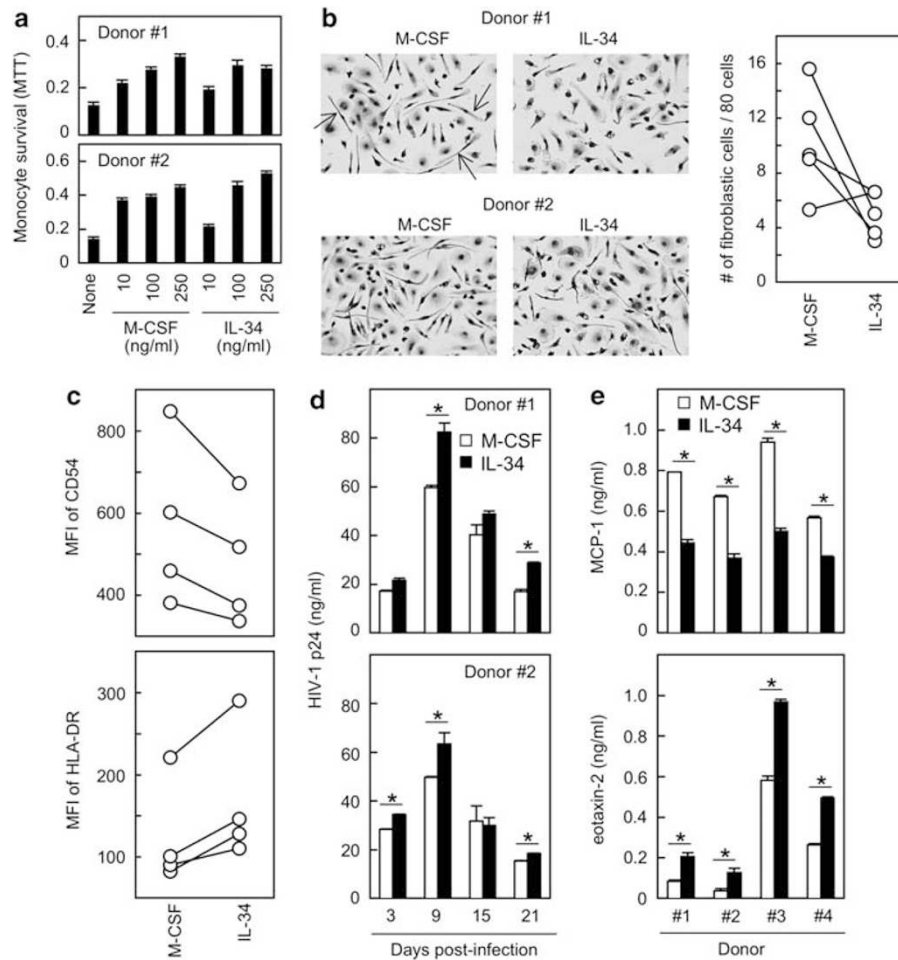 a
Donor #1
Monocyte survival (MTT)
0.4
0.2
0
Donor #2
0.6
0.4
0.2
0
None
10
100
250
10
100
250
M-CSF
(ng/ml)
IL-34
(ng/ml)
b
Donor #1
M-CSF
IL-34
Donor #2
M-CSF
IL-34
# of fibroblastic cells / 80 cells
16
12
8
4
0
M-CSF
IL-34
c
MFI of CD54
800
600
400
MFI of HLA-DR
300
200
100
M-CSF
IL-34
d
Donor #1
M-CSF
IL-34
HIV-1 p24 (ng/ml)
80
60
40
20
0
* *
Donor #2
80
60
40
20
0
* * *
3 9 15 21
Days post-infection
e
M-CSF
IL-34
MCP-1 (ng/ml)
1.0
0.8
0.6
0.4
0.2
0
* * * *
eotaxin-2 (ng/ml)
1.0
0.8
0.6
0.4
0.2
0
* * * *
#1 #2 #3 #4
Donor